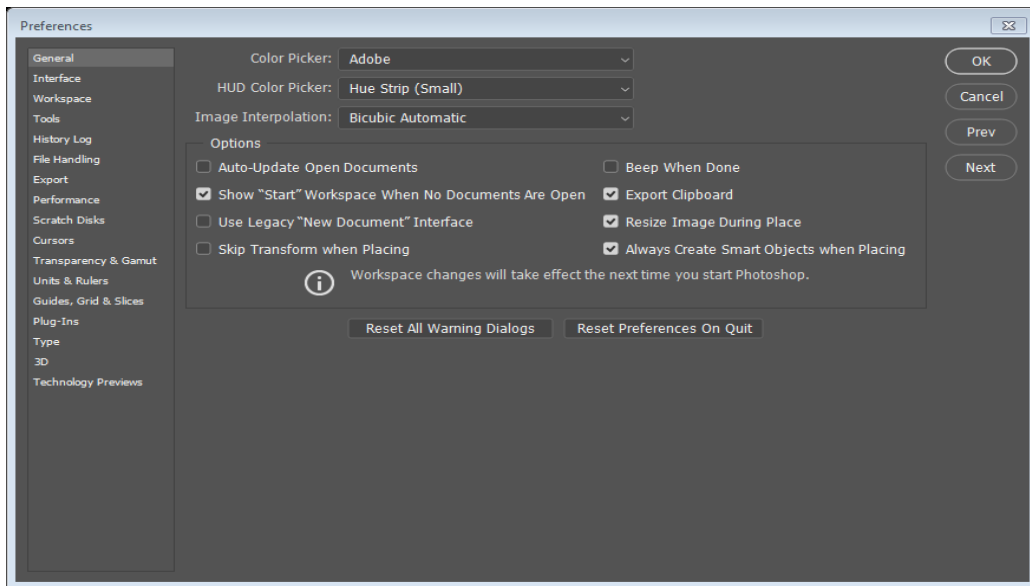 Preferences
General
Interface
Workspace
Tools
History Log
File Handling
Export
Performance
Scratch Disks
Cursors
Transparency & Gamut
Units & Rulers
Guides, Grid & Slices
Plug-Ins
Type
3D
Technology Previews
Color Picker: Adobe
HUD Color Picker: Hue Strip (Small)
Image Interpolation: Bicubic Automatic
Options
Auto-Update Open Documents
Beep When Done
Show “Start” Workspace When No Documents Are Open
Export Clipboard
Use Legacy “New Document” Interface
Resize Image During Place
Skip Transform when Placing
Always Create Smart Objects when Placing
Workspace changes will take effect the next time you start Photoshop.
Reset All Warning Dialogs
Reset Preferences On Quit
OK
Cancel
Prev
Next